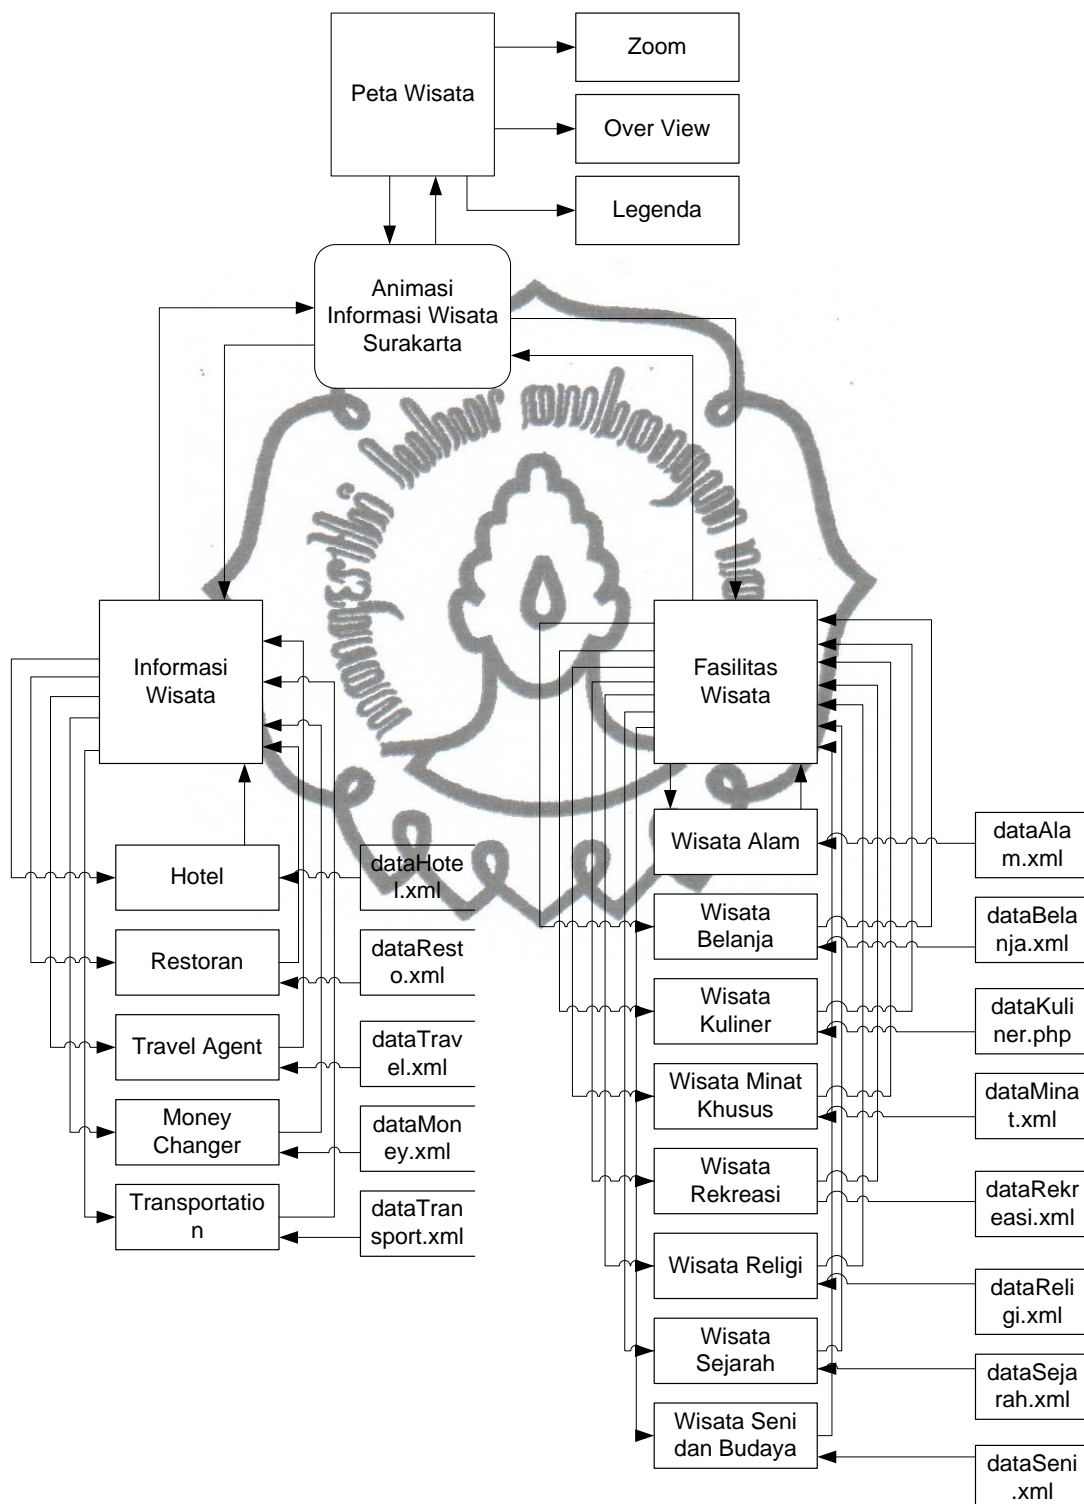 Peta Wisata
Zoom
Over View
Legenda
Animasi
Informasi Wisata
Surakarta
Informasi
Wisata
Fasilitas
Wisata
Hotel
dataHote
l.xml
Restoran
dataRest
o.xml
Travel Agent
dataTrav
el.xml
Money
Changer
dataMon
ey.xml
Transportatio
n
dataTran
sport.xml
Wisata Alam
dataAla
m.xml
Wisata
Belanja
dataBela
nja.xml
Wisata
Kuliner
dataKuli
ner.php
Wisata Minat
Khusus
dataMina
t.xml
Wisata
Rekreasi
dataRekr
easi.xml
Wisata Religi
dataReli
gi.xml
Wisata
Sejarah
dataSeja
rah.xml
Wisata Seni
dan Budaya
dataSeni
.xml